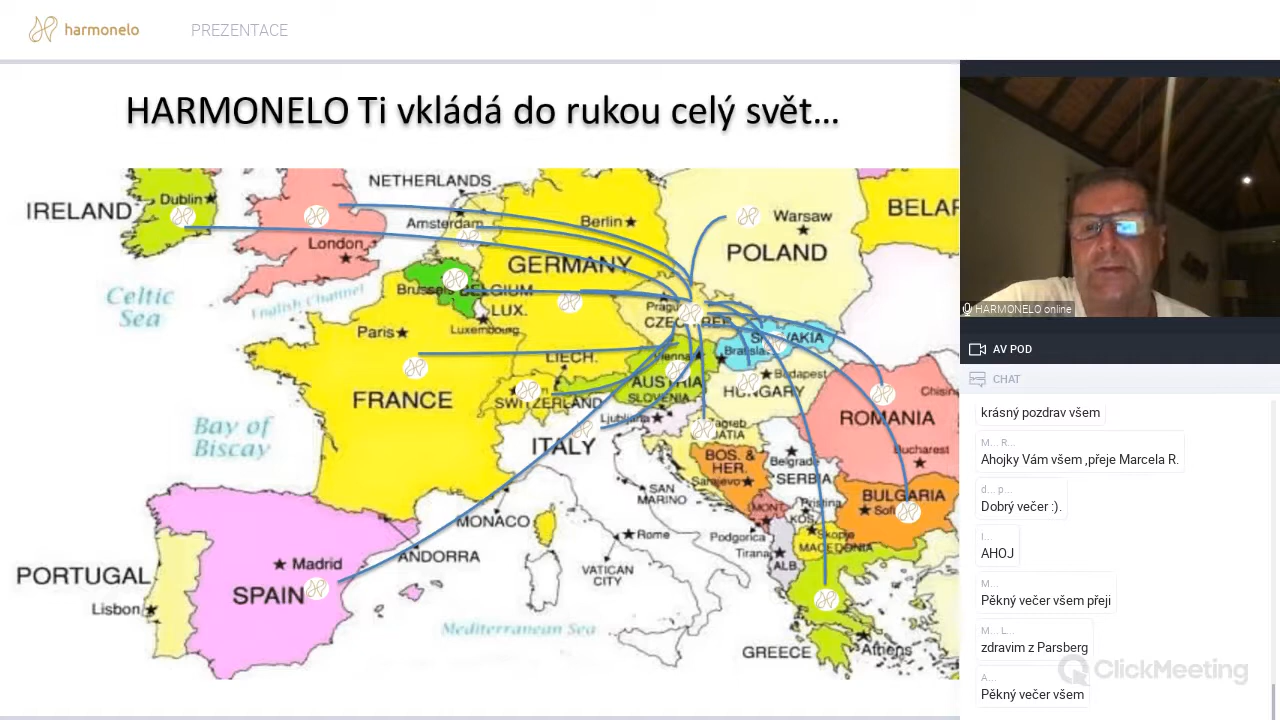 harmonelo
PREZENTACE
HARMONELO Ti vkládá do rukou celý svět...
IRELAND
Dublin
NETHERLANDS
Amsterdam
London
Berlin
Warsaw
BELAR
POLAND
GERMANY
Celtic
Sea
English Channel
Brussels
BELGIUM
LUX.
Luxembourg
Paris
Pragu
CZEC
REP
SLOVAKIA
Bratisla
Vienna
LIECH.
AUSTRIA
Budapest
HUNGARY
FRANCE
SWITZERLAND
SLOVENIA
Ljubljana
Chisin
ROMANIA
Bay of
Biscay
ITALY
Zagreb
OATIA
BOS. &
HER.
Sarajevo
Belgrade
SERBIA
Bucharest
SAN
MARINO
MONACO
MONT.
Pristina
KOS.
BULGARIA
Sofi
ANDORRA
Rome
Podgorica
Skopje
Tirana
MACEDONIA
ALB.
VATICAN
CITY
PORTUGAL
Madrid
SPAIN
Lisbon
Mediterranean Sea
GREECE
Athens
HARMONELO online
AV POD
CHAT
krásný pozdrav všem
M... R...
Ahojky Vám všem ,přeje Marcela R.
d... p...
Dobrý večer :).
I...
AHOJ
M...
Pěkný večer všem přeji
M... L...
zdravim z Parsberg
A...
Pěkný večer všem
ClickMeeting